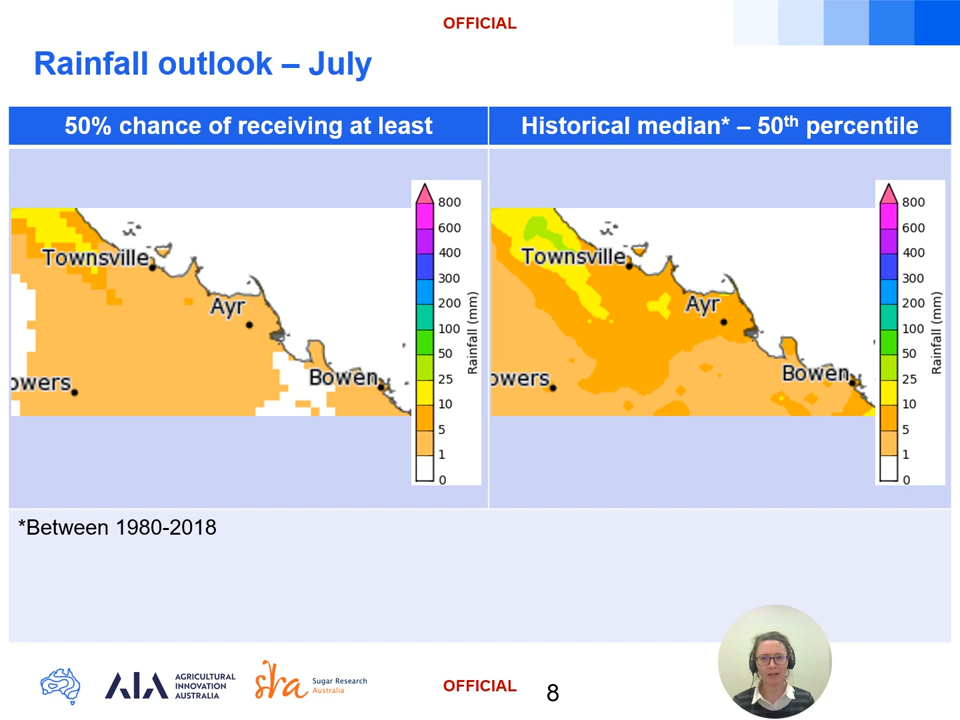 OFFICIAL
Rainfall outlook – July
50% chance of receiving at least
Historical median* – 50th percentile
800
600
400
300
200
100
50
25
10
5
1
0
Rainfall (mm)
Townsville
Ayr
owers
Bowen
800
600
400
300
200
100
50
25
10
5
1
0
Rainfall (mm)
Townsville
Ayr
owers
Bowen
*Between 1980-2018
AIA
AGRICULTURAL
INNOVATION
AUSTRALIA
sra
Sugar Research
Australia
OFFICIAL
8